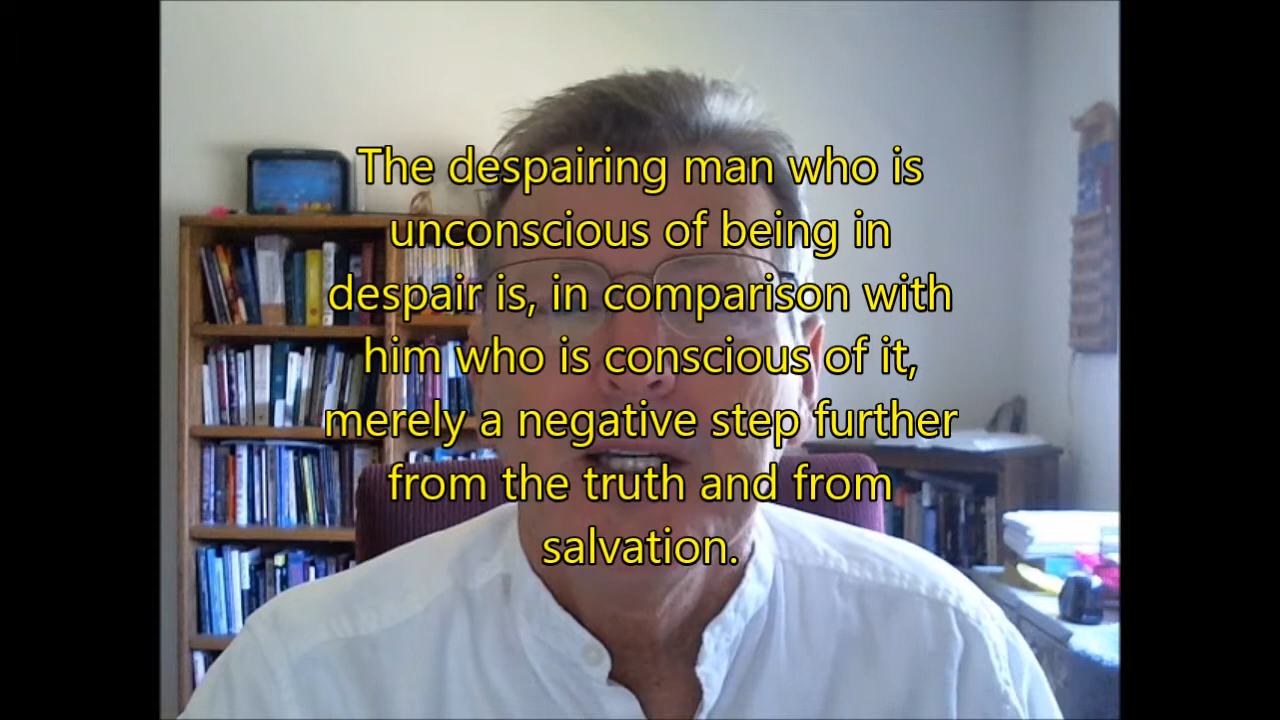 The despairing man who is
unconscious of being in
despair is, in comparison with
him who is conscious of it,
merely a negative step further
from the truth and from
salvation.